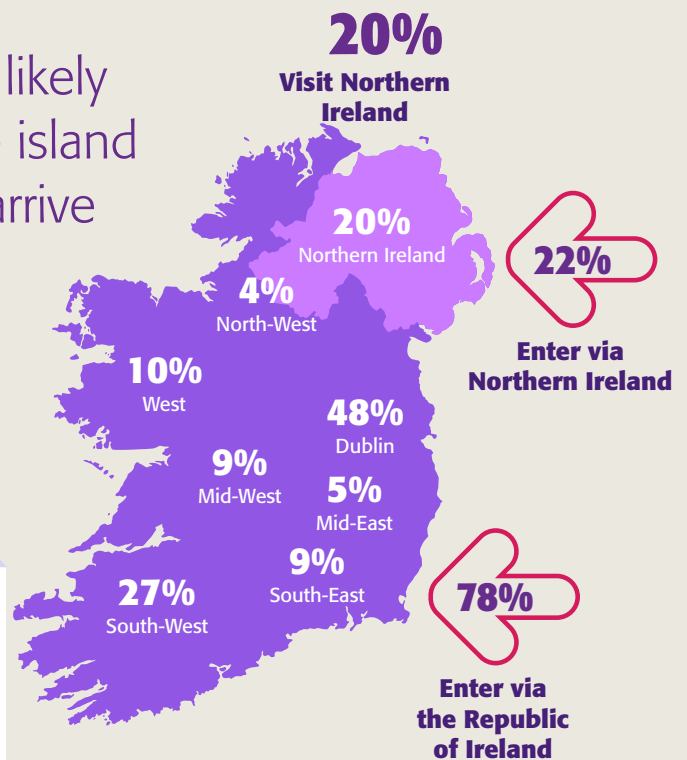 likely
island
arrive
20%
Visit Northern
Ireland
20%
Northern Ireland
22%
Enter via
Northern Ireland
4%
North-West
10%
West
48%
Dublin
9%
Mid-West
5%
Mid-East
9%
South-East
27%
South-West
78%
Enter via
the Republic
of Ireland